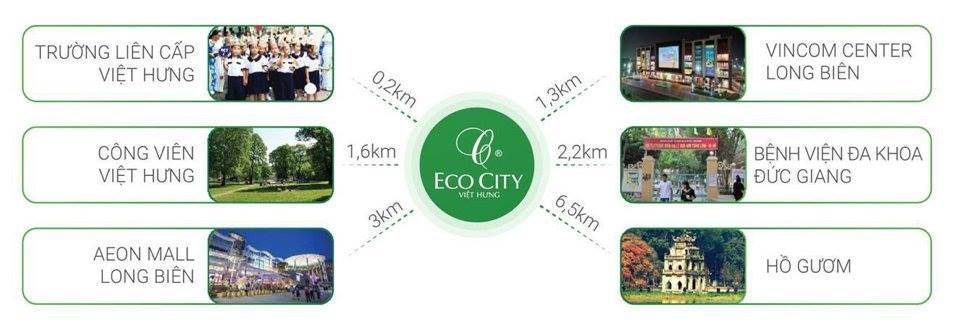 TRƯỜNG LIÊN CẤP
VIỆT HƯNG
0,2km
1,3km
VINCOM CENTER
LONG BIÊN
CÔNG VIÊN
VIỆT HƯNG
1,6km
®
ECO CITY
VIỆT HƯNG
2,2km
BỆNH VIỆN ĐA KHOA
ĐỨC GIANG
AEON MALL
LONG BIÊN
3km
6,5km
HỒ GƯƠM